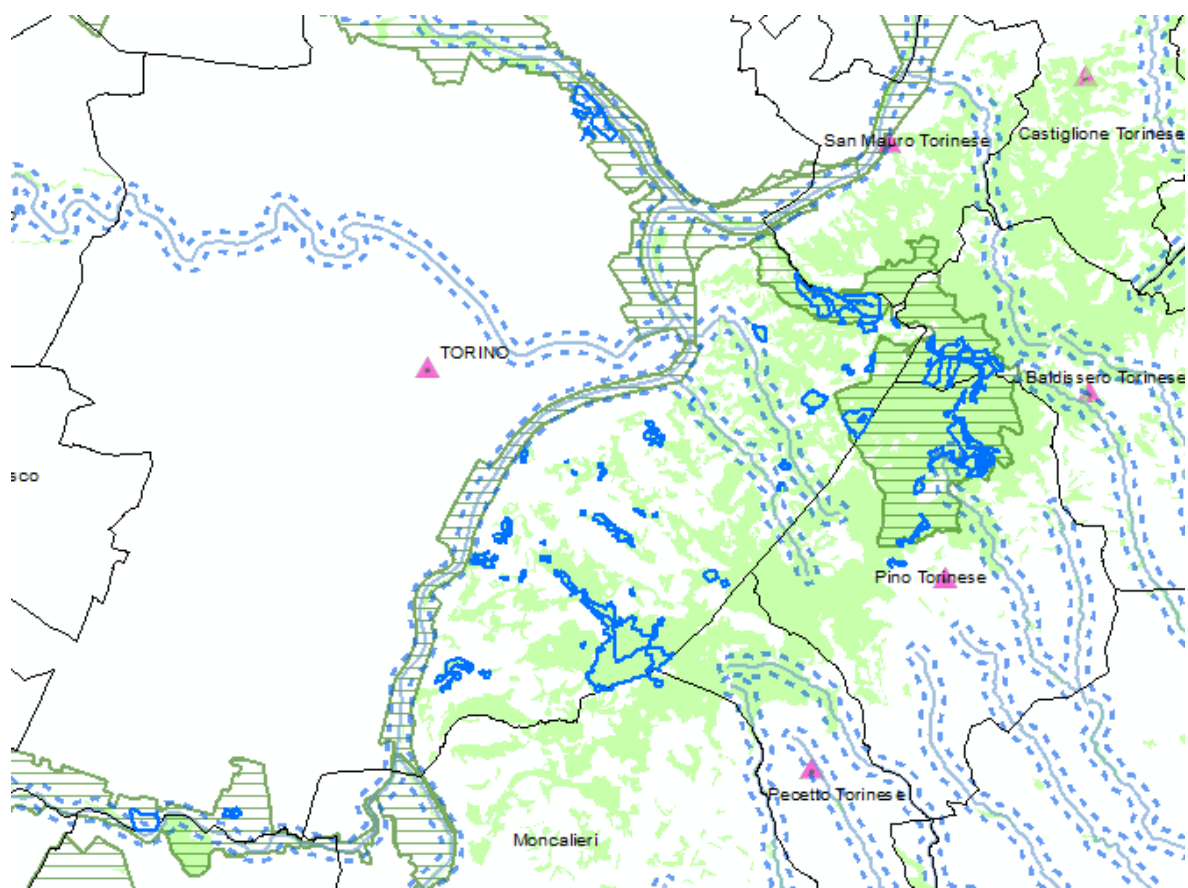 San Mauro Torinese
Castiglione Torinese
TORINO
Baldissero Torinese
sco
Pino Torinese
Pecetto Torinese
Moncalieri